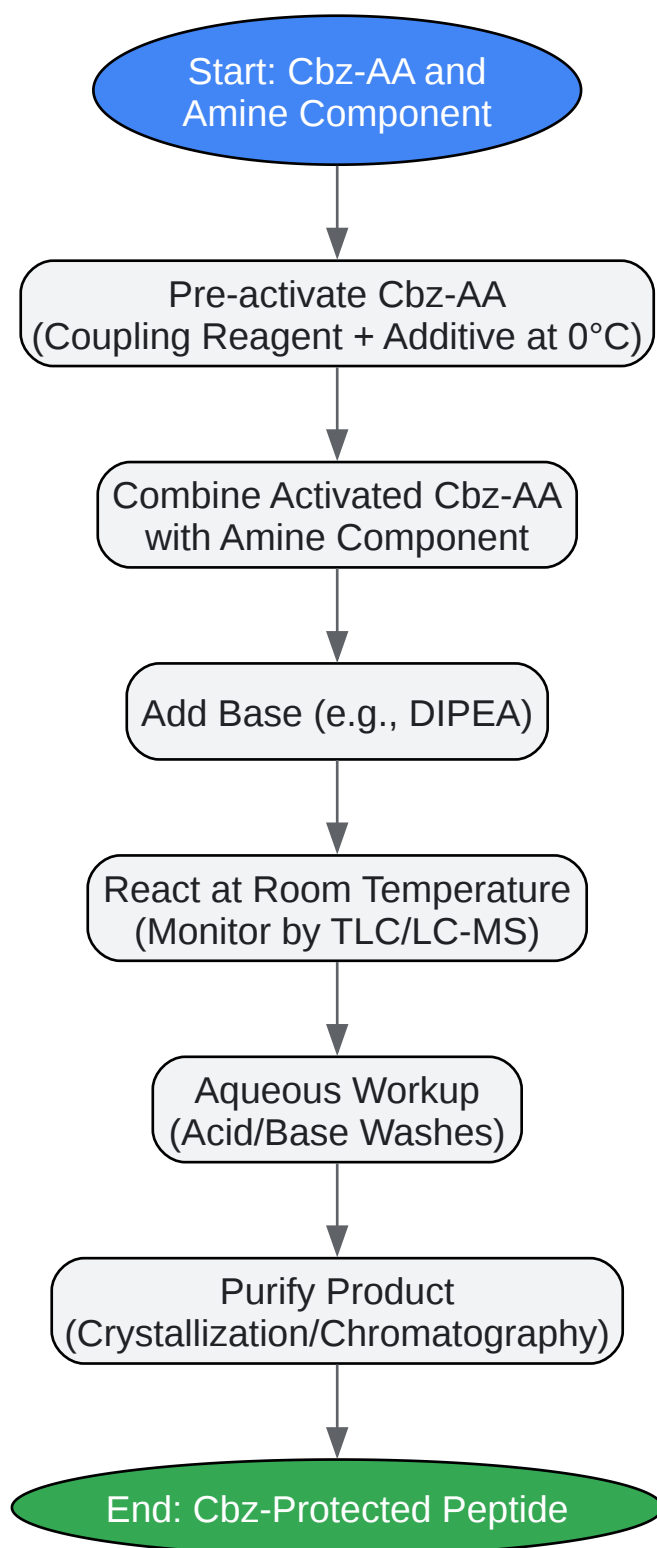 Start: Cbz-AA and
Amine Component
Pre-activate Cbz-AA
(Coupling Reagent + Additive at 0°C)
Combine Activated Cbz-AA
with Amine Component
Add Base (e.g., DIPEA)
React at Room Temperature
(Monitor by TLC/LC-MS)
Aqueous Workup
(Acid/Base Washes)
Purify Product
(Crystallization/Chromatography)
End: Cbz-Protected Peptide